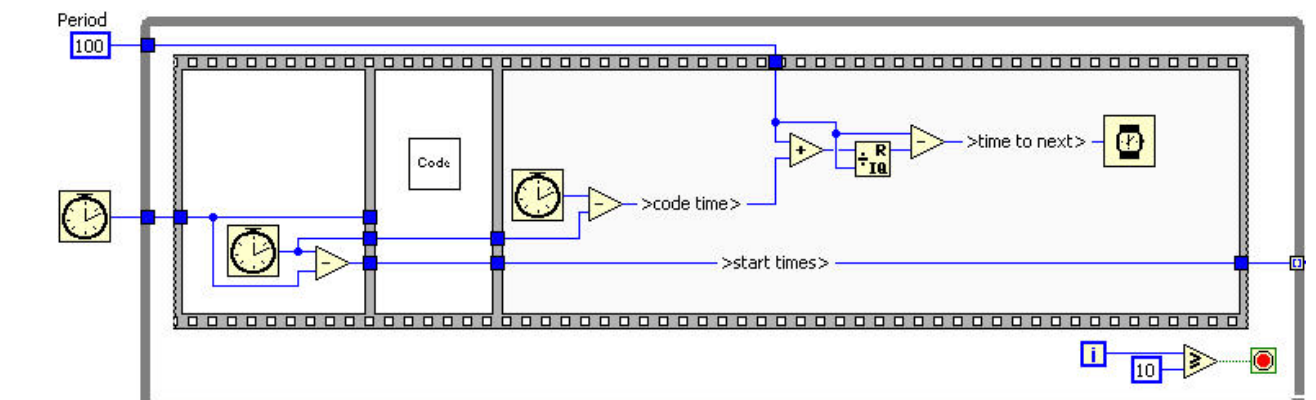 Period
100
Code
+
R
÷
IQ
-
>time to next>
-
>code time>
-
>start times>
i
10
≥